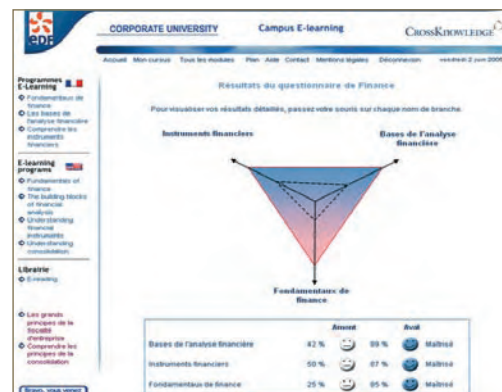 edf
CORPORATE UNIVERSITY Campus E-learning CROSSKNOWLEDGE
Accueil Mon cursus Tous les modules Plan Aide Contact Mentions légales Déconnexion vendredi 2 juin 2006
Programmes
E-Learning
Fondamentaux de
finance
Les bases de
l'analyse financière
Comprendre les
instruments
financiers
E-learning
programs
Fundamentals of
finance
The building blocks
of financial
analysis
Understanding
financial
instruments
Understanding
consolidation
Librairie
E-reading
Les grands
principes de la
fiscalité
d'entreprise
Comprendre les
principes de la
consolidation
Bravo, vous venez
Résultats du questionnaire de Finance
Pour visualiser vos résultats détaillés, passez votre souris sur chaque nom de branche.
Instruments financiers
Bases de l'analyse
financière
Fondamentaux de
finance
Amont Aval
Bases de l'analyse financière 42 % 89 % Maîtrisé
Instruments financiers 50 % 87 % Maîtrisé
Fondamentaux de finance 25 % 85 % Maîtrisé